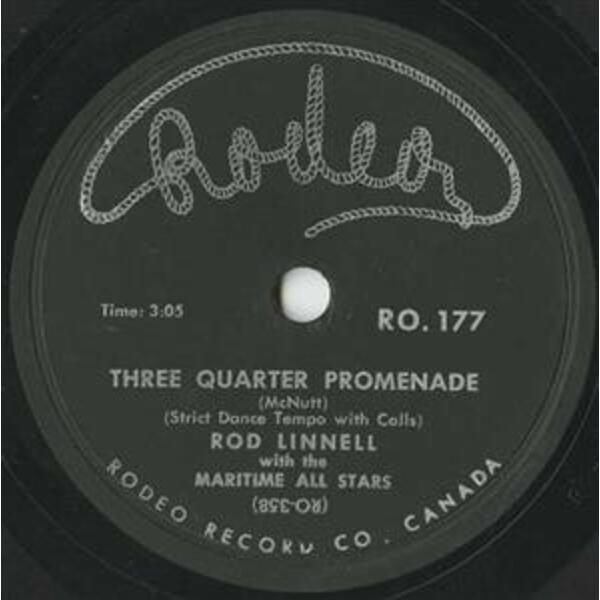 Rodeo
Time: 3:05
RO. 177
THREE QUARTER PROMENADE
(McNutt)
(Strict Dance Tempo with Calls)
ROD LINNELL
with the
MARITIME ALL STARS
(RO-358)
RODEO RECORD CO. CANADA